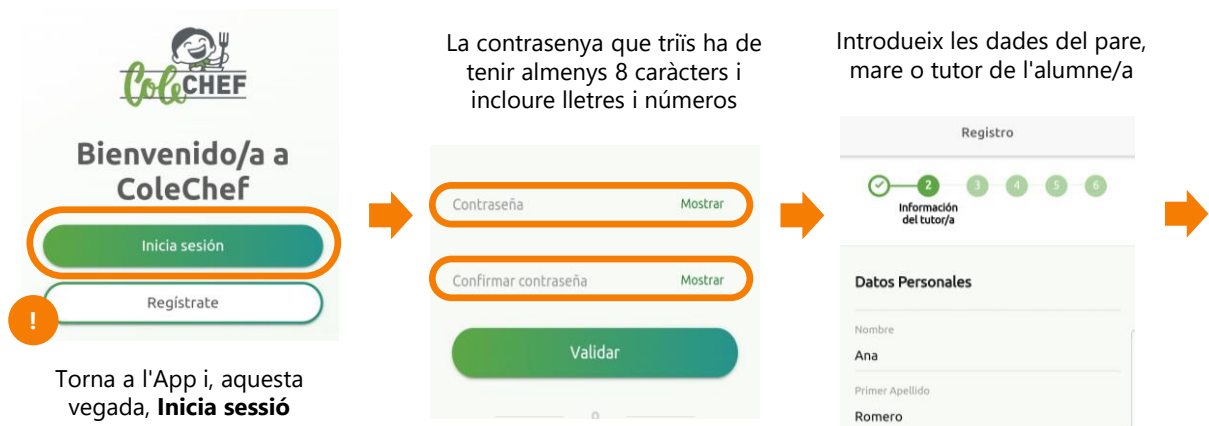 ColeCHEF
Bienvenido/a a
ColeChef
Inicia sesión
Regístrate
!
Torna a l'App i, aquesta
vegada, Inicia sessió
La contrasenya que triïs ha de
tenir almenys 8 caràcters i
incloure lletres i números
Contraseña Mostrar
Confirmar contraseña Mostrar
Validar
Introdueix les dades del pare,
mare o tutor de l'alumne/a
Registro
2 3 4 5 6
Información
del tutor/a
Datos Personales
Nombre
Ana
Primer Apellido
Romero